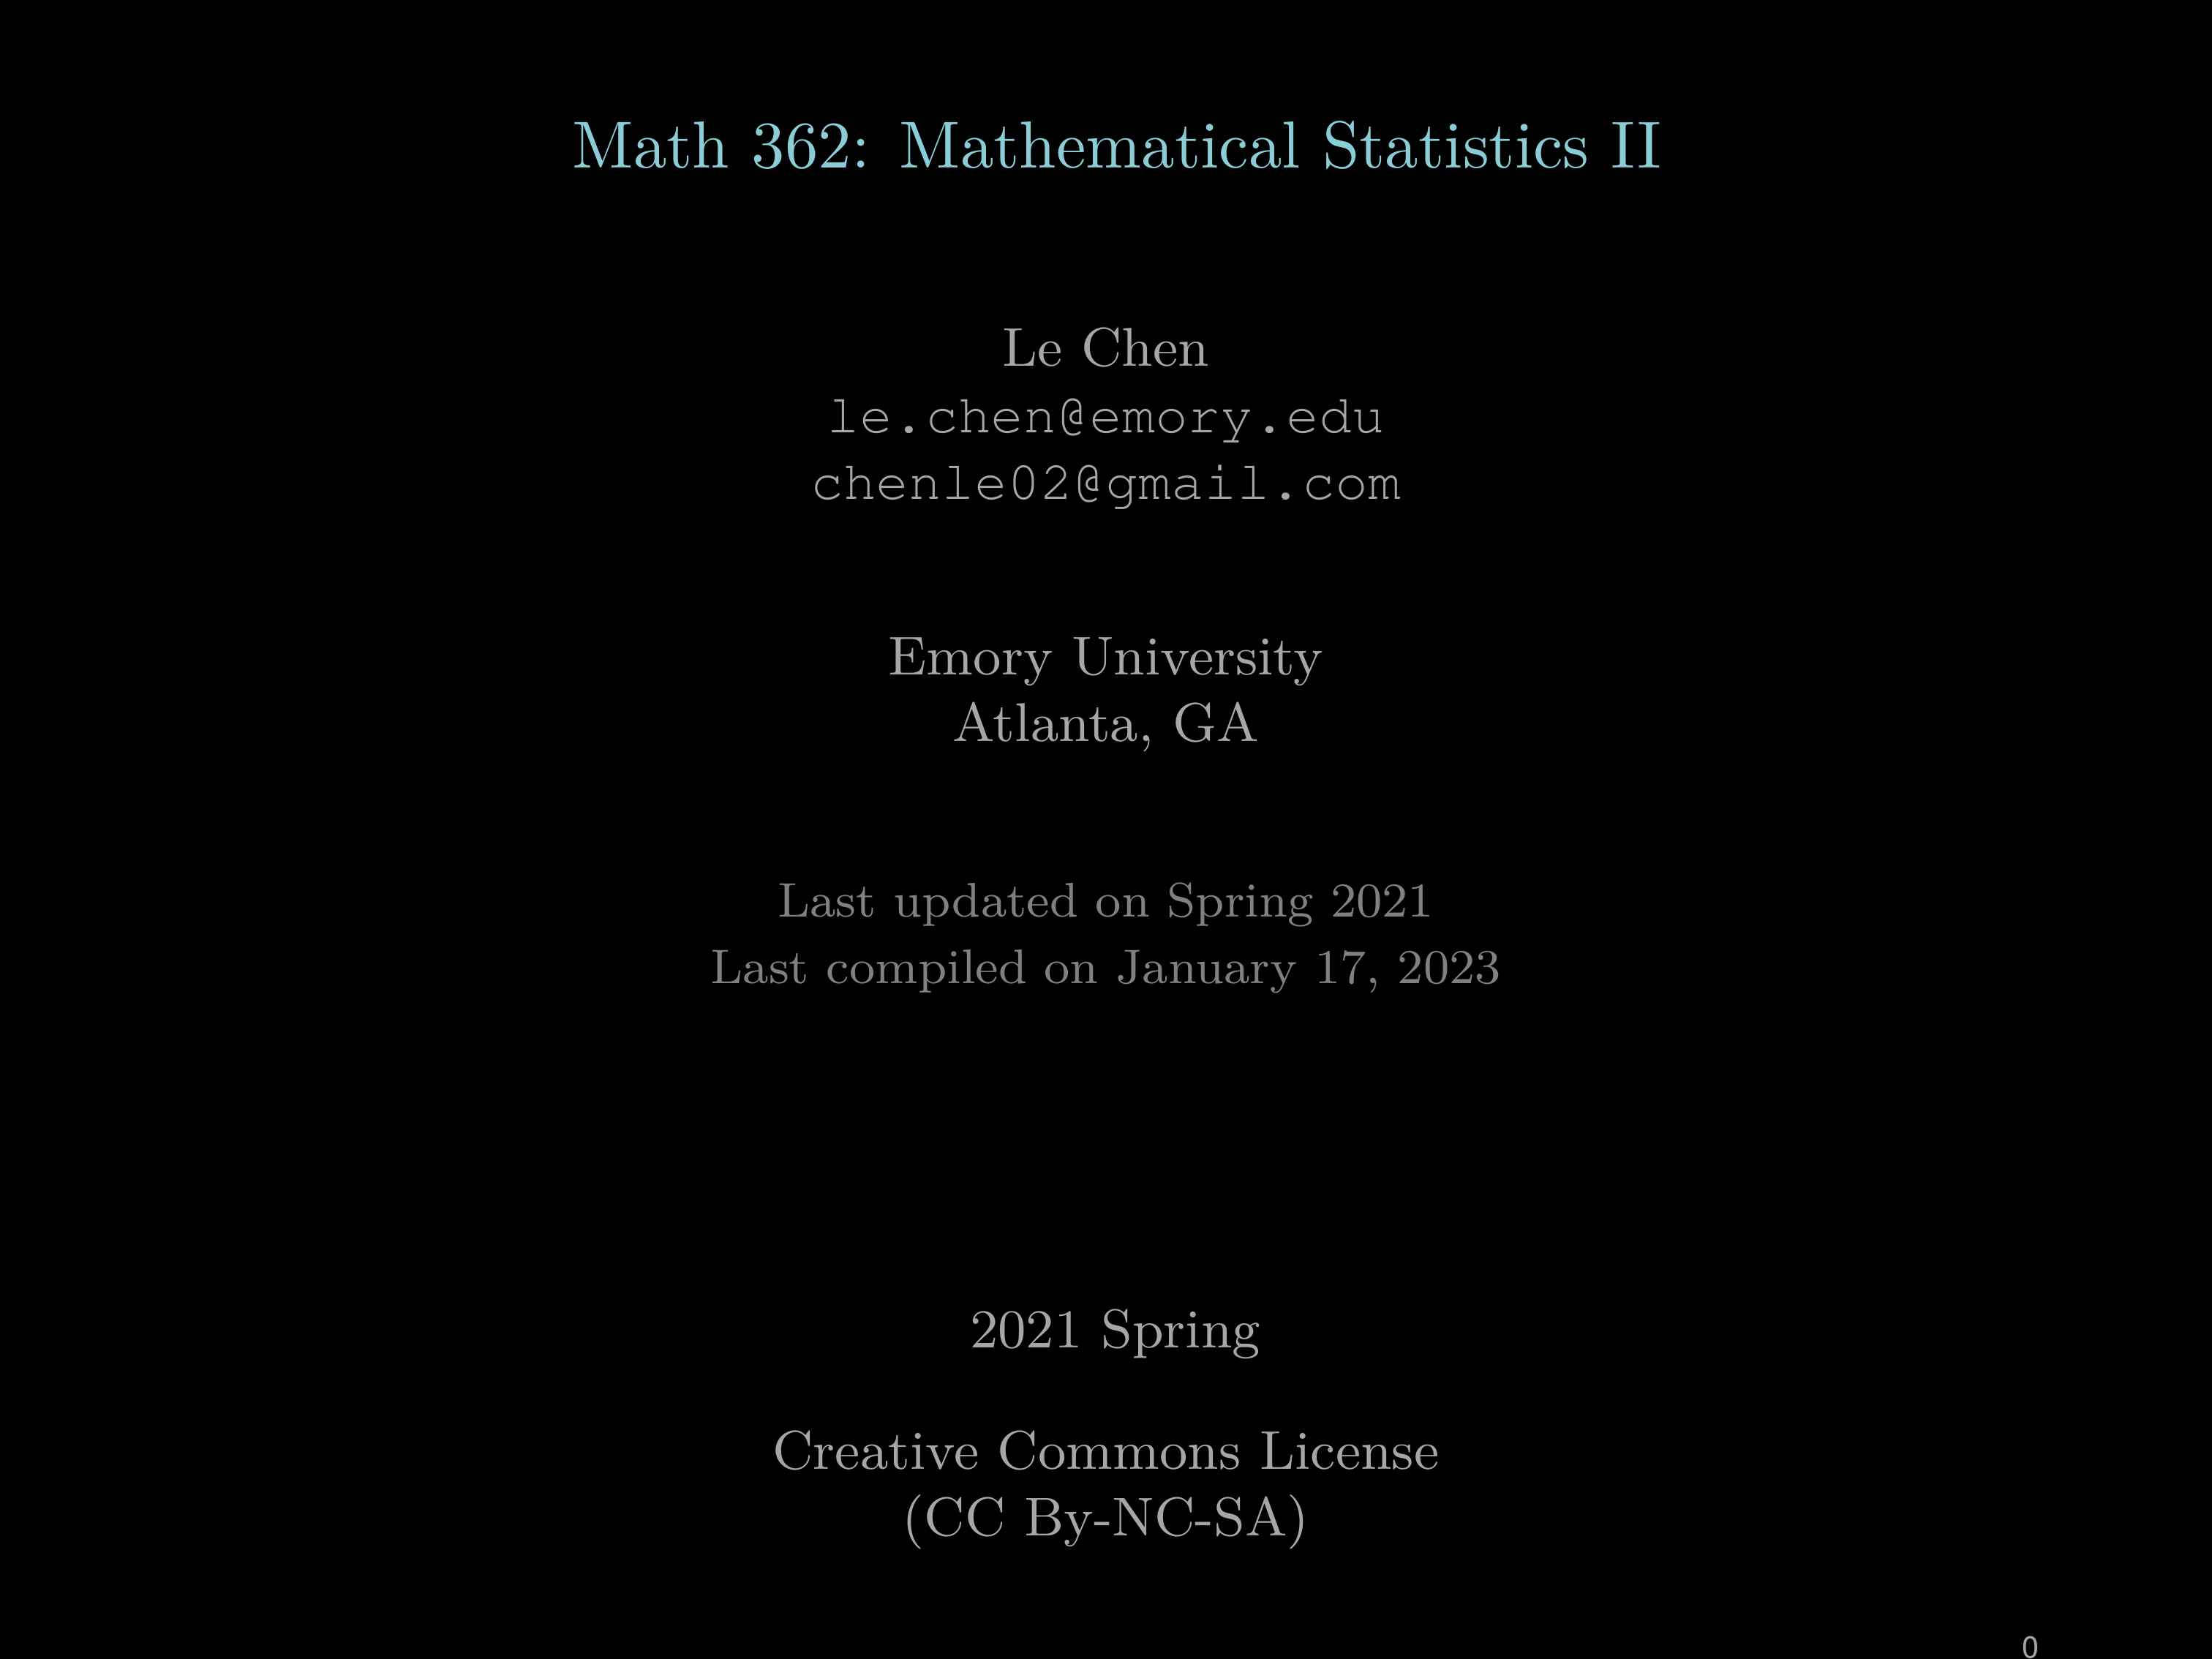 Math 362: Mathematical Statistics II
Le Chen
le.chen@emory.edu
chenle02@gmail.com
Emory University
Atlanta, GA
Last updated on Spring 2021
Last compiled on January 17, 2023
2021 Spring
Creative Commons License
(CC By-NC-SA)
0